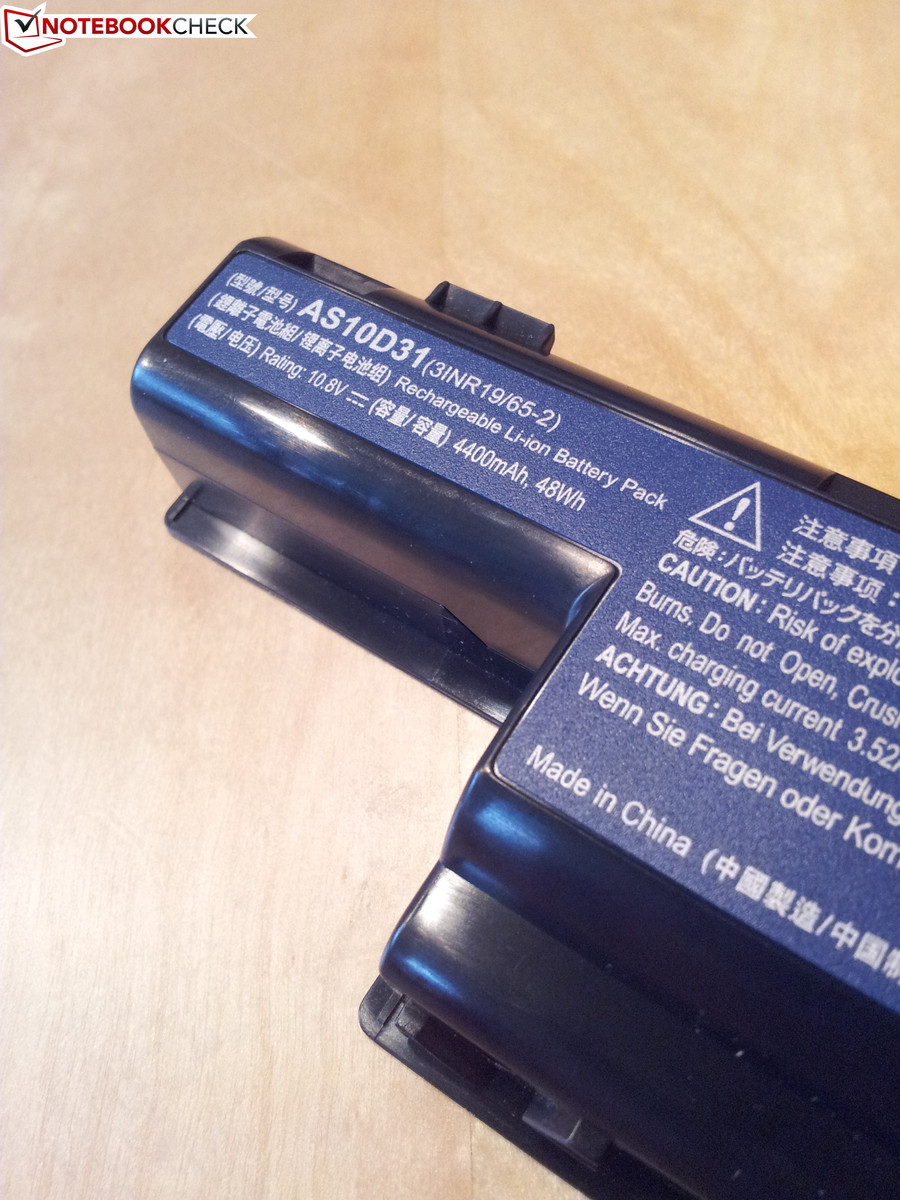 NOTEBOOKCHECK
(型號/型号) AS10D31(3INR19/65-2)
(鋰離子電池組/锂离子电池组) Rechargeable Li-ion Battery Pack
(電壓/电压) Rating: 10.8V⎓ (容量/容量) 4400mAh, 48Wh
注意事項
注意事项:
危険:バッテリパックを分
CAUTION: Risk of explo
Burns. Do not Open, Crus
Max. charging current 3.52
ACHTUNG: Bei Verwendung
Wenn Sie Fragen oder Kom
Made in China (中國製造/中国制